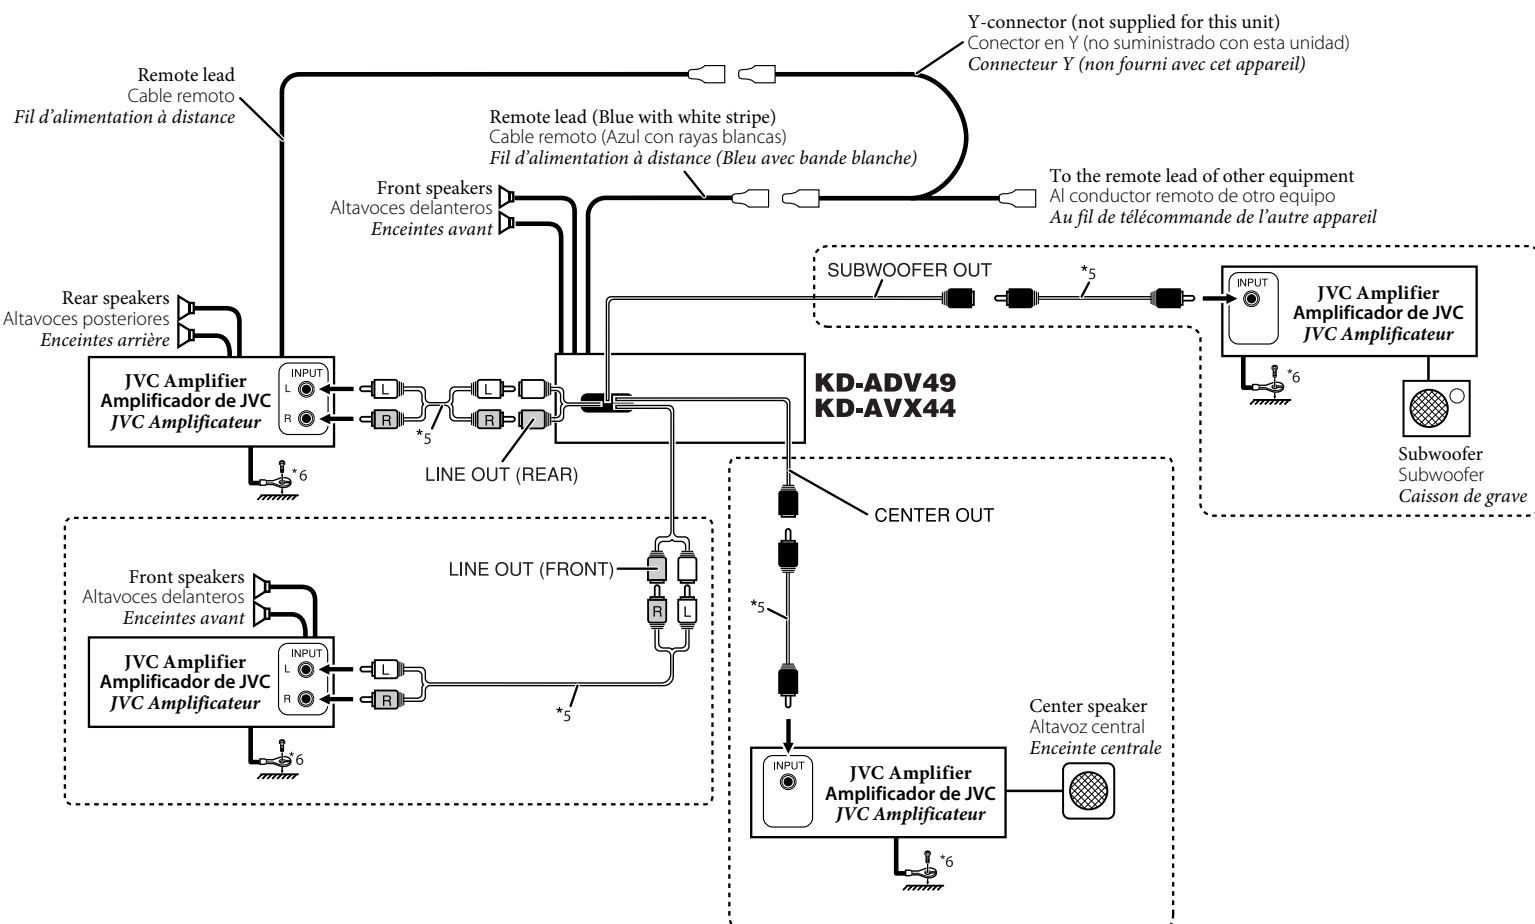 Y-connector (not supplied for this unit)
Conector en Y (no suministrado con esta unidad)
Connecteur Y (non fourni avec cet appareil)
Remote lead
Cable remoto
Fil d'alimentation à distance
Remote lead (Blue with white stripe)
Cable remoto (Azul con rayas blancas)
Fil d'alimentation à distance (Bleu avec bande blanche)
Front speakers
Altavoces delanteros
Enceintes avant
To the remote lead of other equipment
Al conductor remoto de otro equipo
Au fil de télécommande de l'autre appareil
SUBWOOFER OUT
*5
INPUT
JVC Amplifier
Amplificador de JVC
JVC Amplificateur
*6
Subwoofer
Subwoofer
Caisson de grave
Rear speakers
Altavoces posteriores
Enceintes arrière
JVC Amplifier
Amplificador de JVC
JVC Amplificateur
INPUT
L
R
L
R
L
R
*5
*6
LINE OUT (REAR)
KD-ADV49
KD-AVX44
CENTER OUT
LINE OUT (FRONT)
R
L
Front speakers
Altavoces delanteros
Enceintes avant
JVC Amplifier
Amplificador de JVC
JVC Amplificateur
INPUT
L
R
L
R
*5
*6
*5
Center speaker
Altavoz central
Enceinte centrale
INPUT
JVC Amplifier
Amplificador de JVC
JVC Amplificateur
*6